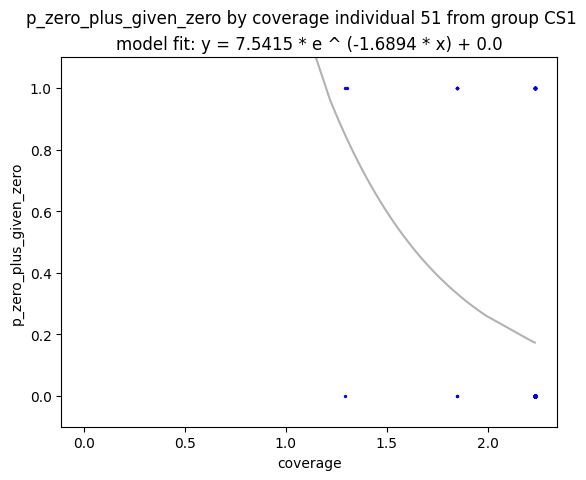 p_zero_plus_given_zero by coverage individual 51 from group CS1
model fit: y = 7.5415 * e ^ (-1.6894 * x) + 0.0
1.0
0.8
0.6
0.4
0.2
0.0
p_zero_plus_given_zero
0.0 0.5 1.0 1.5 2.0
coverage